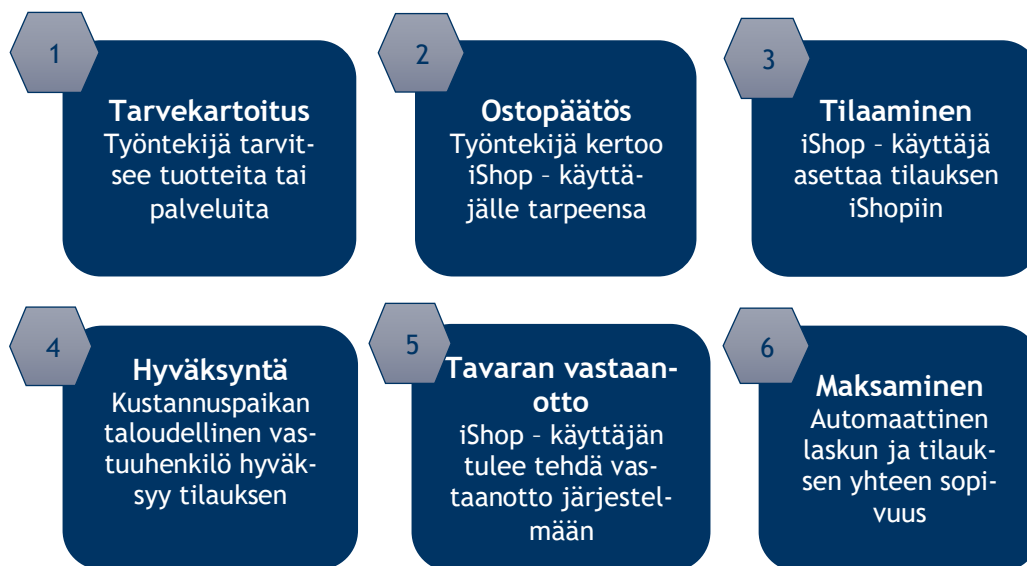 1
Tarvekartoitus
Työntekijä tarvit-
see tuotteita tai
palveluita
2
Ostopäätös
Työntekijä kertoo
iShop – käyttä-
jälle tarpeensa
3
Tilaaminen
iShop – käyttäjä
asettaa tilauksen
iShopiin
4
Hyväksyntä
Kustannuspaikan
taloudellinen vas-
tuuhenkilö hyväk-
syy tilauksen
5
Tavaran vastaan-
otto
iShop – käyttäjän
tulee tehdä vas-
taanotto järjestel-
mään
6
Maksaminen
Automaattinen
laskun ja tilauk-
sen yhteen sopi-
vuus